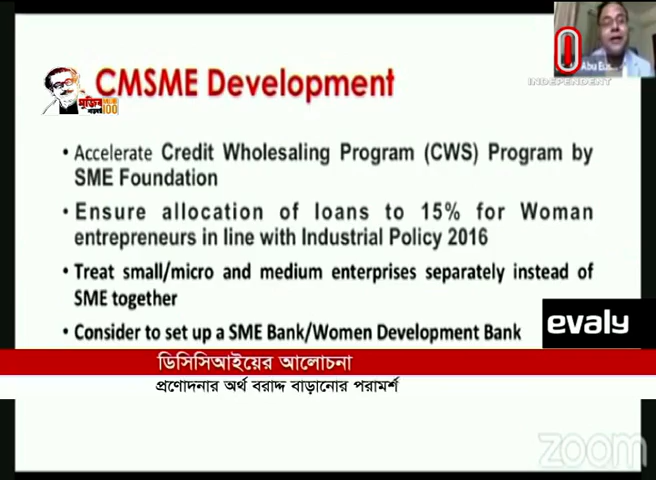 INDEPENDENT
CMSME Development
মুজিব
শতবর্ষ 100
• Accelerate Credit Wholesaling Program (CWS) Program by
SME Foundation
• Ensure allocation of loans to 15% for Woman
entrepreneurs in line with Industrial Policy 2016
• Treat small/micro and medium enterprises separately instead of
SME together
• Consider to set up a SME Bank/Women Development Bank
evaly
ডিসিসিআইয়ের আলোচনা
প্রণোদনার অর্থ বরাদ্দ বাড়ানোর পরামর্শ
zoom